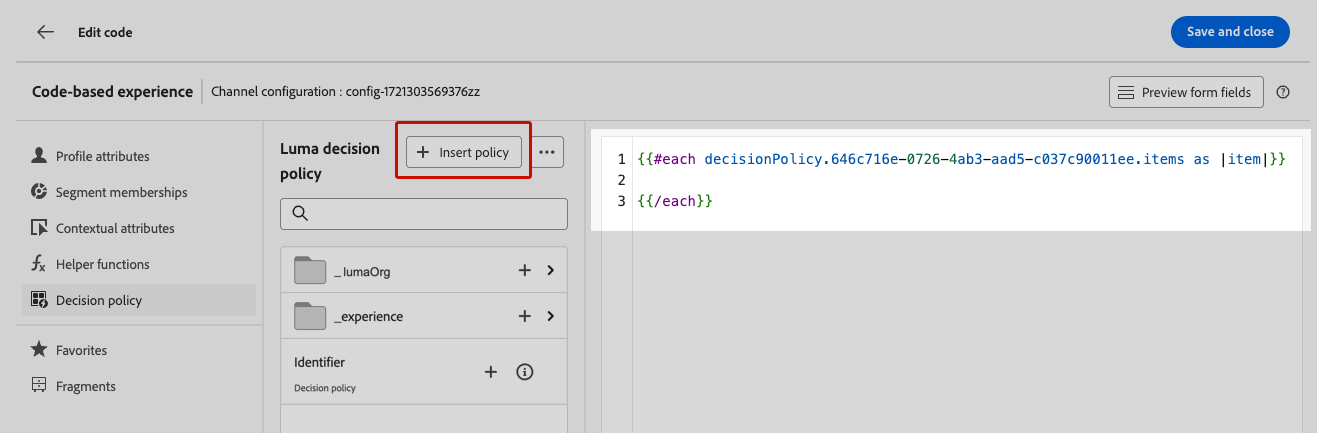 Edit code
Save and close
Code-based experience
Channel configuration : config-1721303569376zz
Preview form fields
Profile attributes
Segment memberships
Contextual attributes
Helper functions
Decision policy
Favorites
Fragments
Luma decision
policy
Insert policy
_lumaOrg
_experience
Identifier
Decision policy
1 {{#each decisionPolicy.646c716e-0726-4ab3-aad5-c037c90011ee.items as |item|}}
2
3 {{/each}}